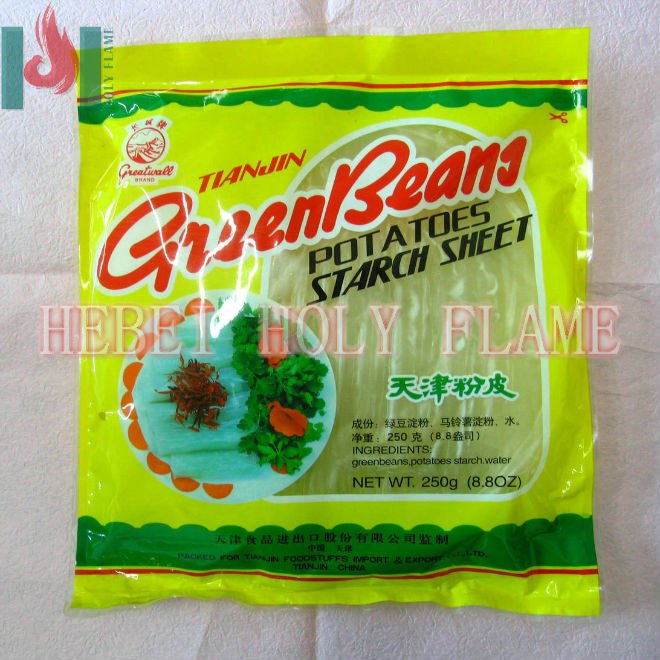 HOLY FLAME
长城牌
Greatwall
BRAND
TIANJIN
GreenBeans
POTATOES
STARCH SHEET
HEBEI HOLY FLAME
天津粉皮
成份：绿豆淀粉、马铃薯淀粉、水。
净重：250 克（8.8盎司）
INGREDIENTS:
greenbeans,potatoes starch.water
NET WT. 250g (8.8OZ)
天津食品进出口股份有限公司监制
中国 天津
PACKED FOR TIANJIN FOODSTUFFS IMPORT & EXPORT CO.,LTD.
TIANJIN CHINA